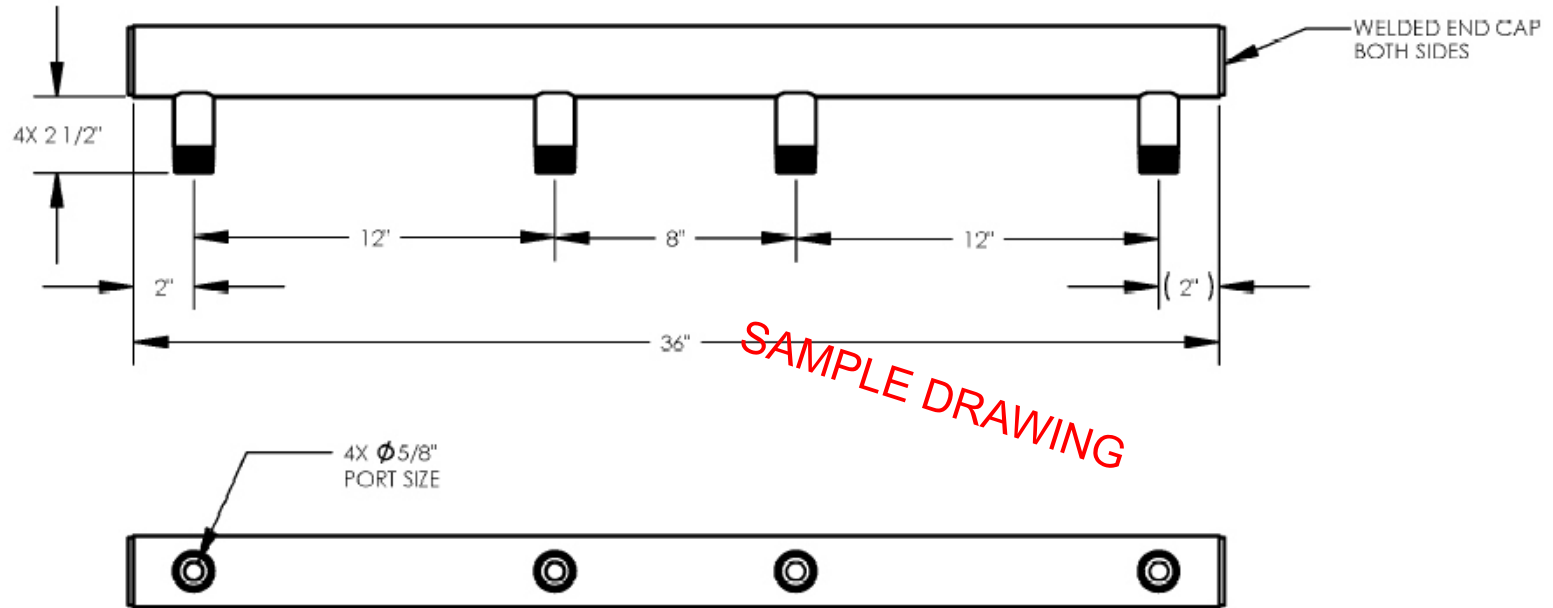 WELDED END CAP
BOTH SIDES
4X 2 1/2"
12"
8"
12"
2"
( 2" )
36"
SAMPLE DRAWING
4X Φ 5/8"
PORT SIZE